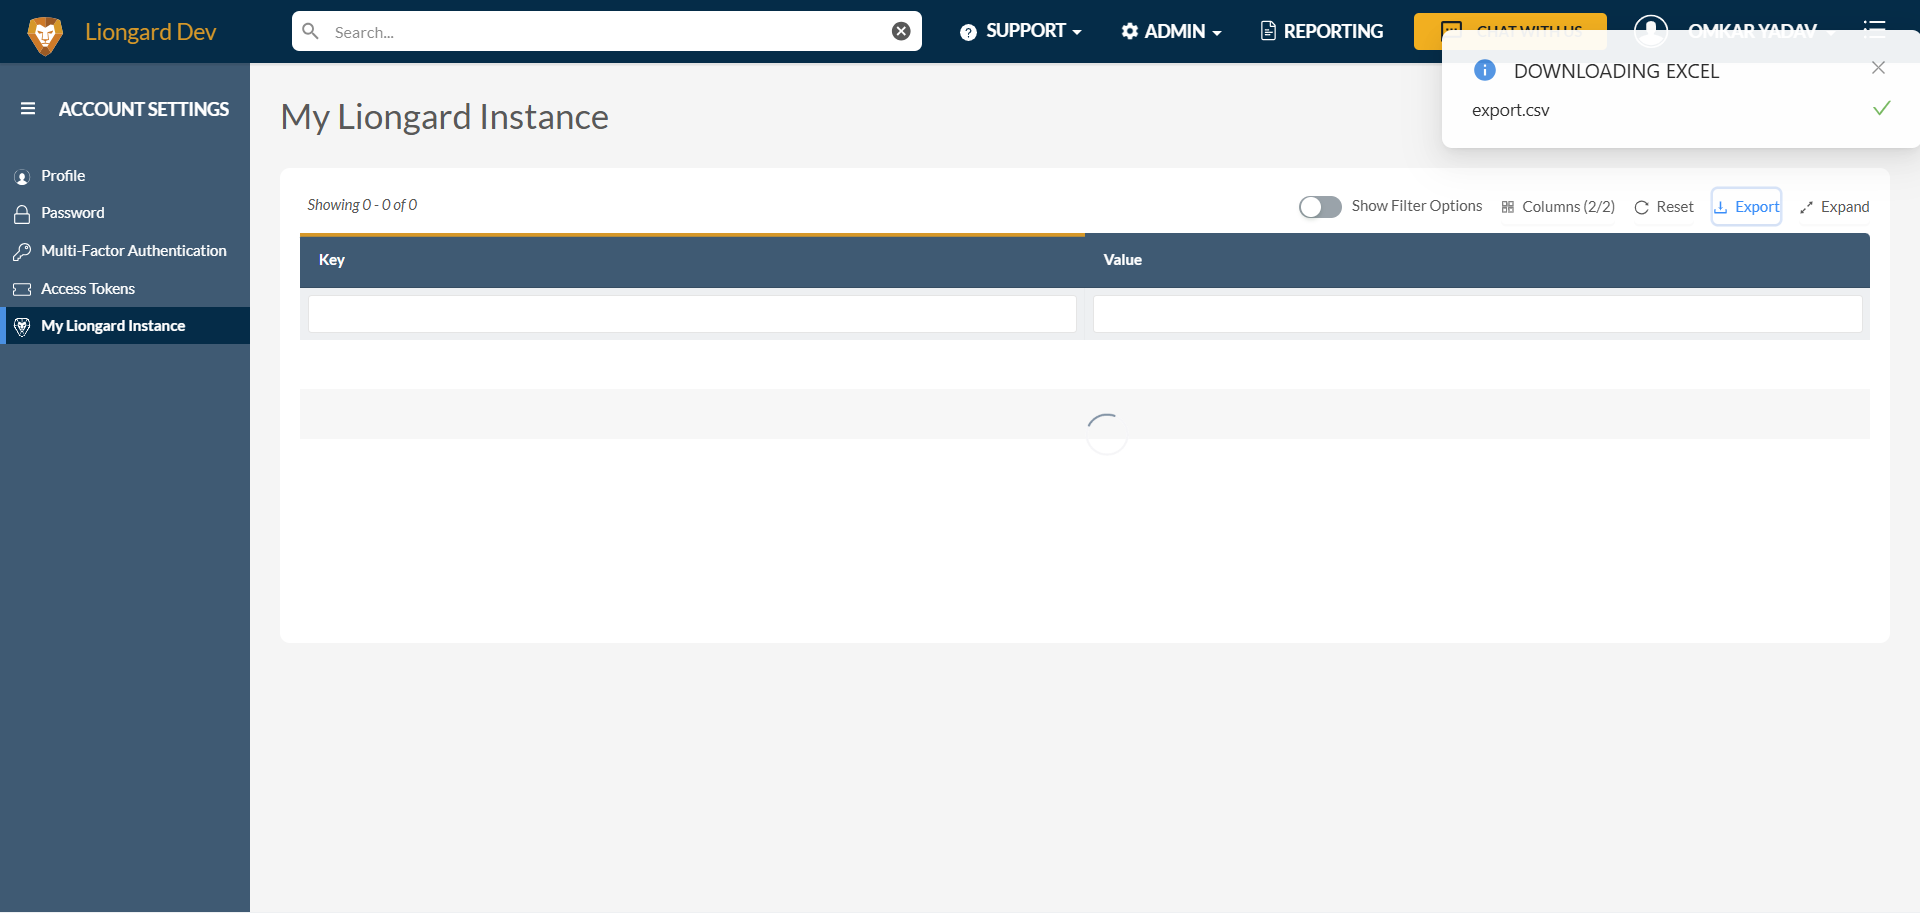 Liongard Dev
Search...
SUPPORT
ADMIN
REPORTING
CHAT WITH US
OMKAR YADAV
DOWNLOADING EXCEL
export.csv
ACCOUNT SETTINGS
Profile
Password
Multi-Factor Authentication
Access Tokens
My Liongard Instance
My Liongard Instance
Showing 0 - 0 of 0
Show Filter Options
Columns (2/2)
Reset
Export
Expand
Key
Value